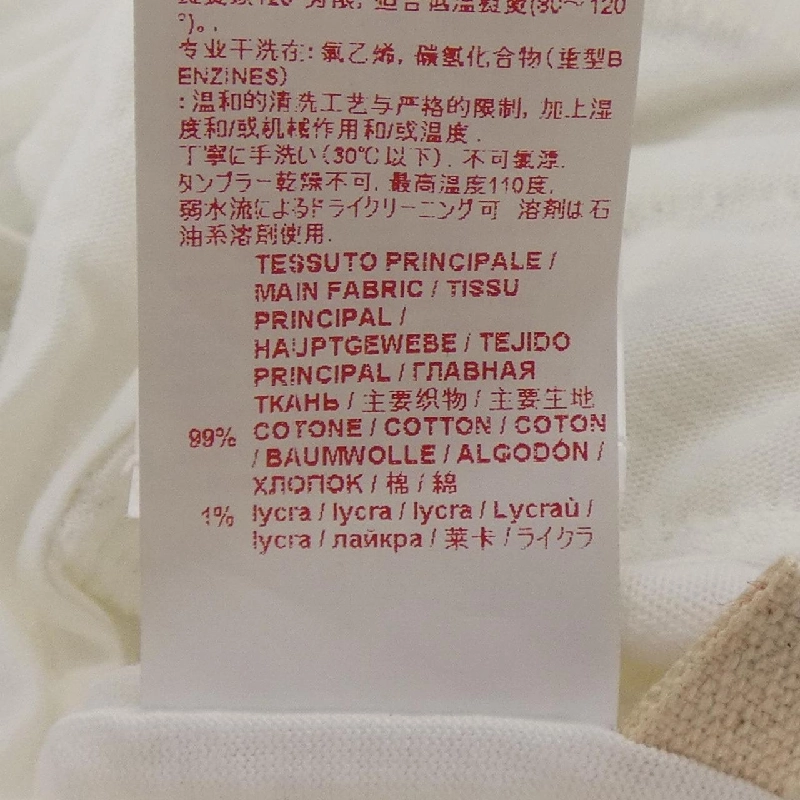 120
°)。.
专业干洗在: 氯乙烯, 碳氢化合物(重型B
ENZINES)
: 温和的清洗工艺与严格的限制, 加上湿
度和/或机械作用和/或温度.
丁寧に手洗い(30℃以下). 不可氯漂.
タンプラー乾燥不可. 最高温度110度.
弱水流によるドライクリーニング可 溶剤は石
油系溶剤使用.
TESSUTO PRINCIPALE /
MAIN FABRIC / TISSU
PRINCIPAL /
HAUPTGEWEBE / TEJIDO
PRINCIPAL / ГЛАВНАЯ
ТКАНЬ / 主要织物 / 主要生地
99% COTONE / COTTON / COTON
/ BAUMWOLLE / ALGODÓN /
ХЛОПОК / 棉 / 綿
1% lycra / lycra / lycra / Lycraù /
lycra / лайкра / 莱卡 / ライクラ